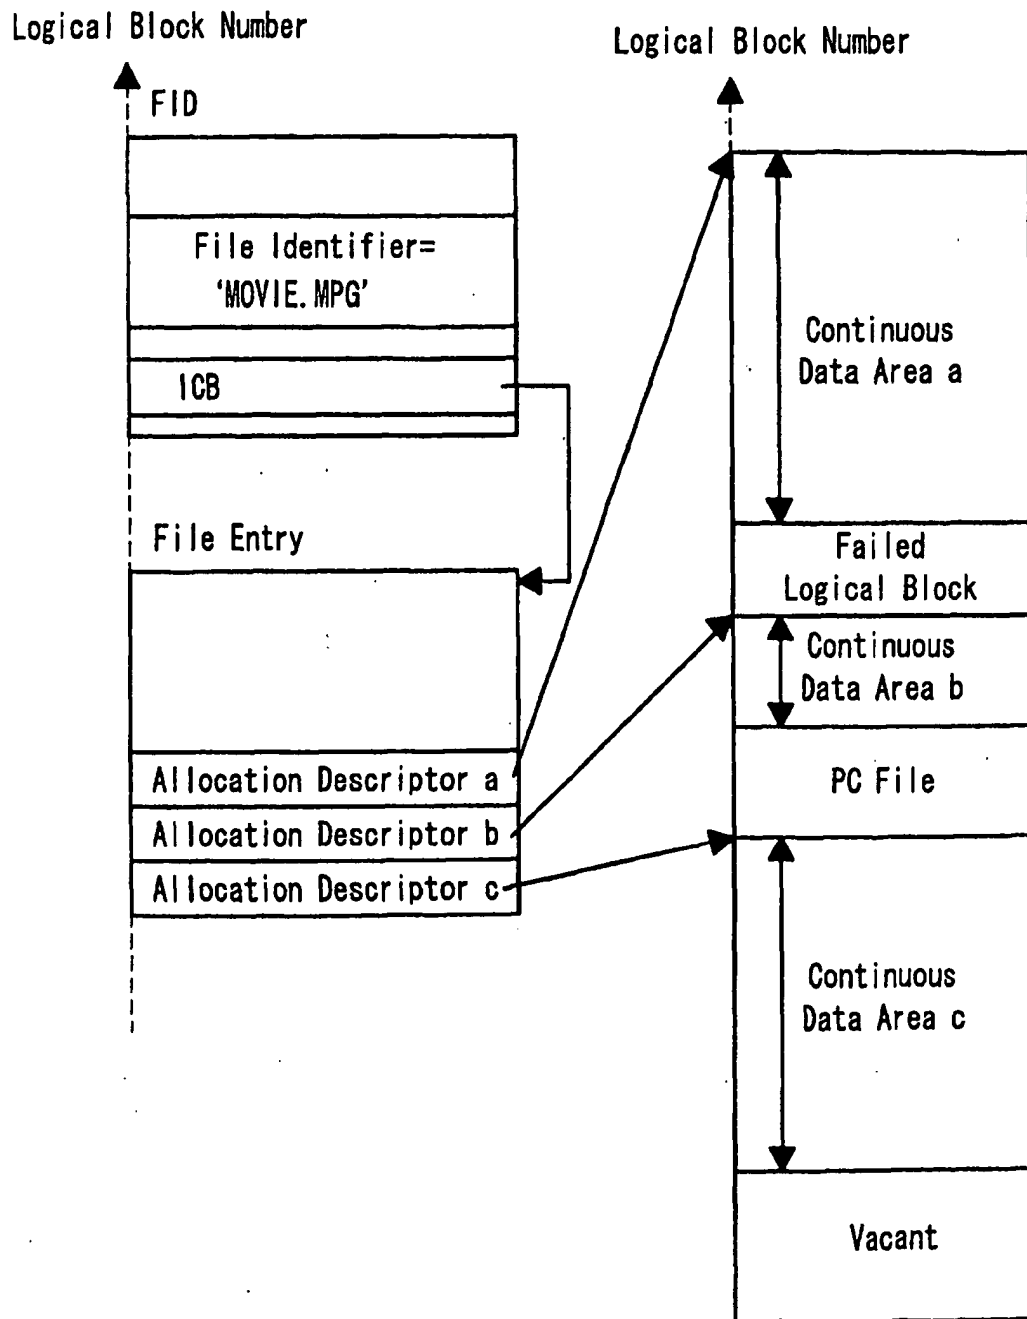 Logical Block Number
FID
File Identifier=
'MOVIE.MPG'
ICB
File Entry
Allocation Descriptor a
Allocation Descriptor b
Allocation Descriptor c
Logical Block Number
Continuous
Data Area a
Failed
Logical Block
Continuous
Data Area b
PC File
Continuous
Data Area c
Vacant